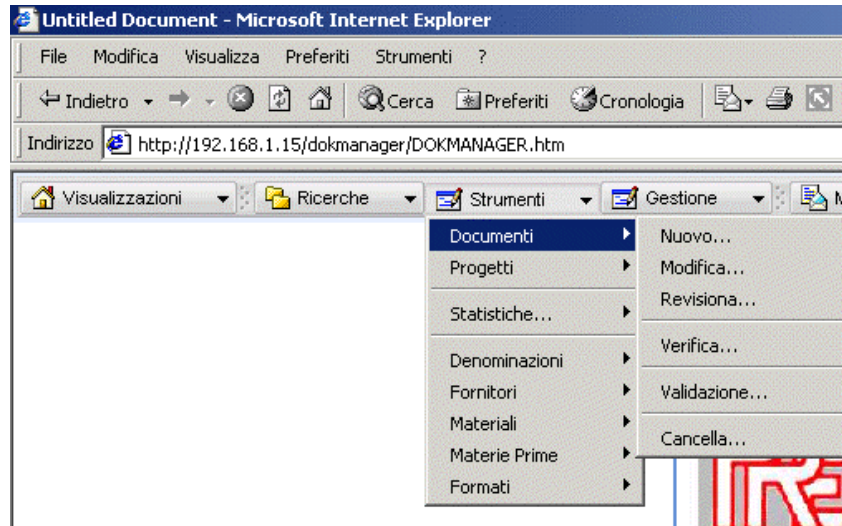 Untitled Document - Microsoft Internet Explorer
File Modifica Visualizza Preferiti Strumenti ?
Indietro Cerca Preferiti Cronologia
Indirizzo http://192.168.1.15/dokmanager/DOKMANAGER.htm
Visualizzazioni Ricerche Strumenti Gestione
Documenti
Progetti
Statistiche...
Denominazioni
Fornitori
Materiali
Materie Prime
Formati
Nuovo...
Modifica...
Revisiona...
Verifica...
Validazione...
Cancella...